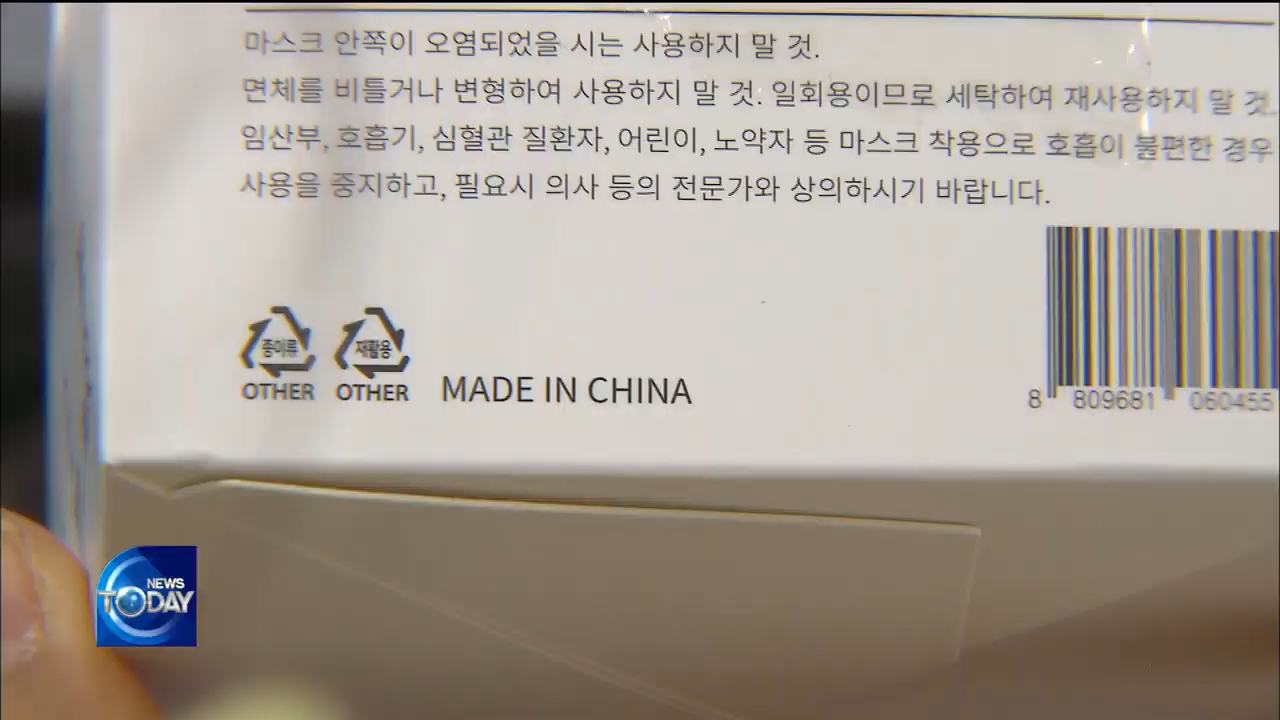 마스크 안쪽이 오염되었을 시는 사용하지 말 것.
면체를 비틀거나 변형하여 사용하지 말 것. 일회용이므로 세탁하여 재사용하지 말 것.
임산부, 호흡기, 심혈관 질환자, 어린이, 노약자 등 마스크 착용으로 호흡이 불편한 경우
사용을 중지하고, 필요시 의사 등의 전문가와 상의하시기 바랍니다.
종이류 재활용
OTHER OTHER MADE IN CHINA
8 809681 060455
NEWS
TODAY